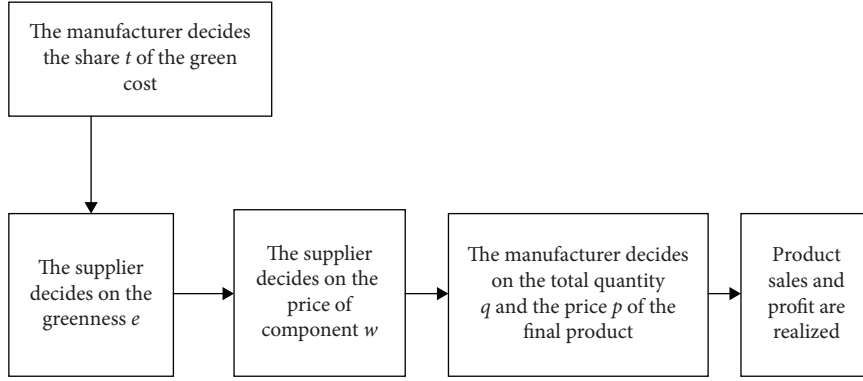 The manufacturer decides
the share t of the green
cost
The supplier
decides on the
greenness e
The supplier
decides on the
price of
component w
The manufacturer decides
on the total quantity
q and the price p of the
final product
Product
sales and
profit are
realized